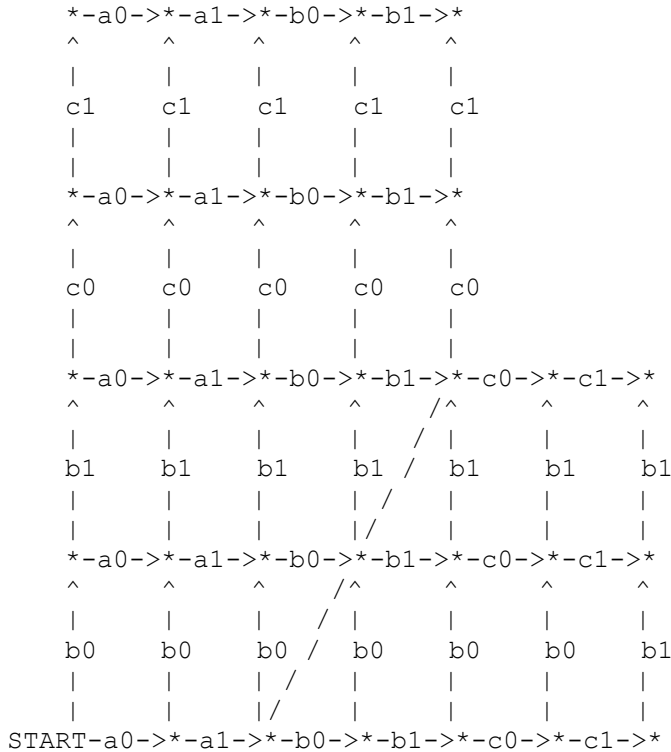 *-a0->*-a1->*-b0->*-b1->*
^ ^ ^ ^ ^
| | | | |
c1 c1 c1 c1 c1
| | | | |
| | | | |
*-a0->*-a1->*-b0->*-b1->*
^ ^ ^ ^ ^
| | | | |
c0 c0 c0 c0 c0
| | | | |
| | | | |
*-a0->*-a1->*-b0->*-b1->*-c0->*-c1->*
^ ^ ^ ^ /^ ^ ^
| | | | / | | |
b1 b1 b1 b1 / b1 b1 b1
| | | | / | | |
| | | |/ | | |
*-a0->*-a1->*-b0->*-b1->*-c0->*-c1->*
^ ^ ^ /^ ^ ^ ^
| | | / | | | |
b0 b0 b0 / b0 b0 b0 b1
| | | / | | | |
| | |/ | | | |
START-a0->*-a1->*-b0->*-b1->*-c0->*-c1->*